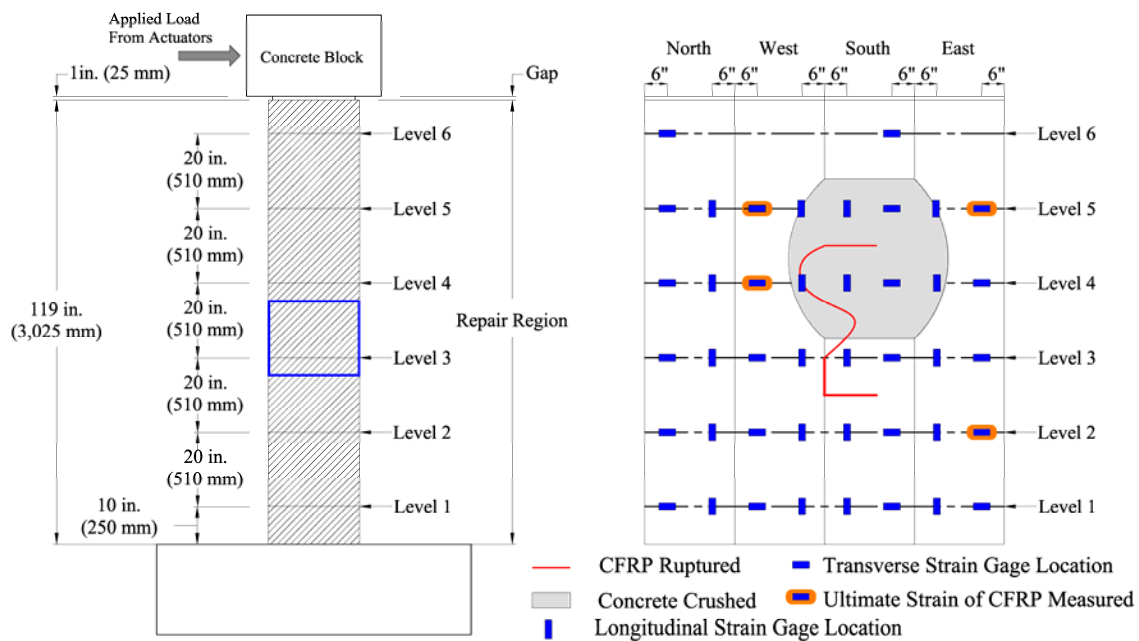 Applied Load
From Actuators
Concrete Block
1in. (25 mm)
Gap
Level 6
20 in.
(510 mm)
Level 5
20 in.
(510 mm)
Level 4
119 in.
(3,025 mm)
20 in.
(510 mm)
Repair Region
Level 3
20 in.
(510 mm)
Level 2
20 in.
(510 mm)
Level 1
10 in.
(250 mm)
North West South East
6" 6" 6" 6" 6" 6" 6" 6"
Level 6
Level 5
Level 4
Level 3
Level 2
Level 1
CFRP Ruptured
Transverse Strain Gage Location
Concrete Crushed
Ultimate Strain of CFRP Measured
Longitudinal Strain Gage Location